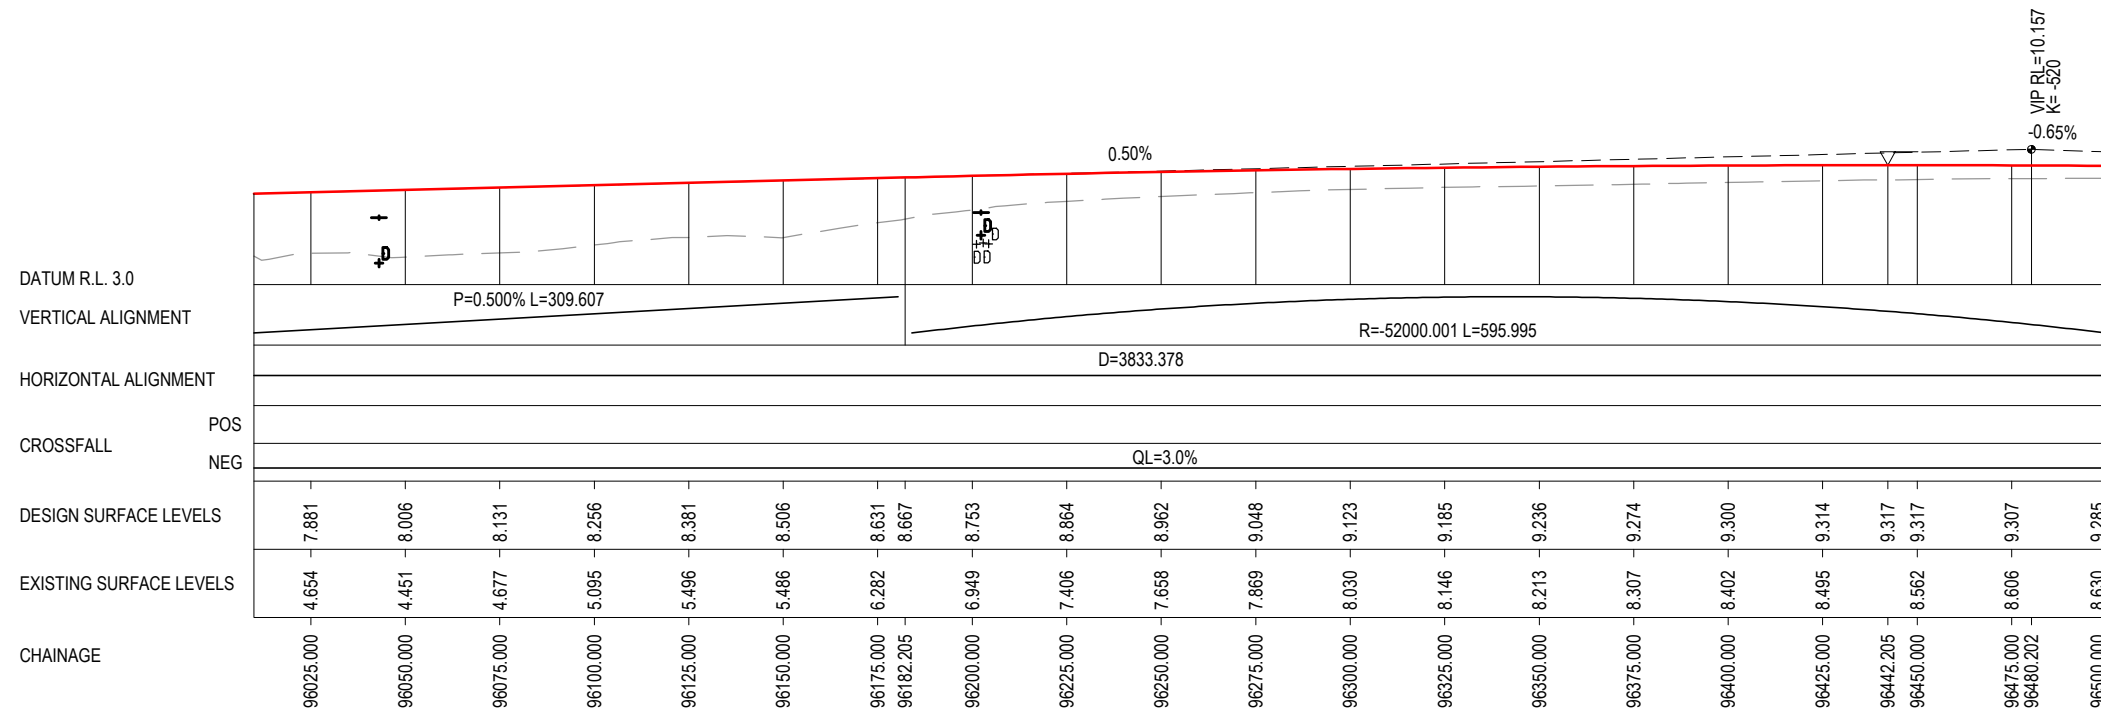 VIP RL=10.157
K= -520
-0.65%
0.50%
D
D
D
DD
DATUM R.L. 3.0
P=0.500% L=309.607
VERTICAL ALIGNMENT
R=-52000.001 L=595.995
D=3833.378
HORIZONTAL ALIGNMENT
POS
CROSSFALL
NEG
QL=3.0%
DESIGN SURFACE LEVELS 7.881 8.006 8.131 8.256 8.381 8.506 8.631 8.667 8.753 8.864 8.962 9.048 9.123 9.185 9.236 9.274 9.300 9.314 9.317 9.317 9.307 9.285
EXISTING SURFACE LEVELS 4.654 4.451 4.677 5.095 5.496 5.486 6.282 6.949 7.406 7.658 7.869 8.030 8.146 8.213 8.307 8.402 8.495 8.562 8.606 8.630
CHAINAGE 96025.000 96050.000 96075.000 96100.000 96125.000 96150.000 96175.000 96182.205 96200.000 96225.000 96250.000 96275.000 96300.000 96325.000 96350.000 96375.000 96400.000 96425.000 96442.205 96450.000 96475.000 96480.202 96500.000